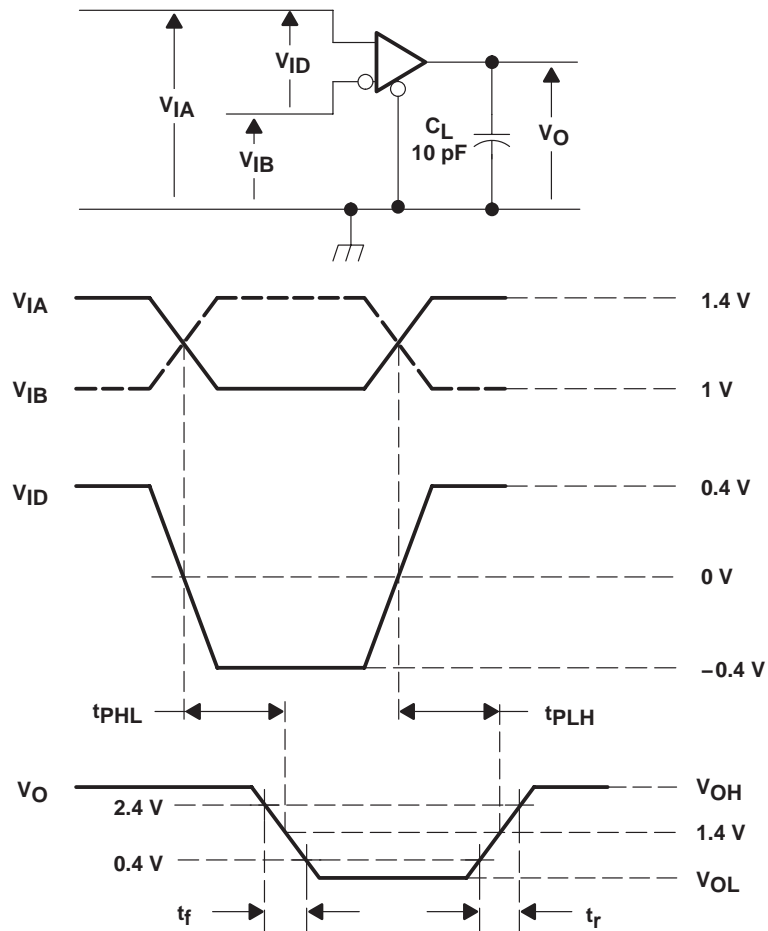 VID
VIA
VIB
CL
10 pF
VO
VIA
1.4 V
VIB
1 V
VID
0.4 V
0 V
−0.4 V
tPHL
tPLH
VO
VOH
2.4 V
1.4 V
0.4 V
VOL
tf
tr